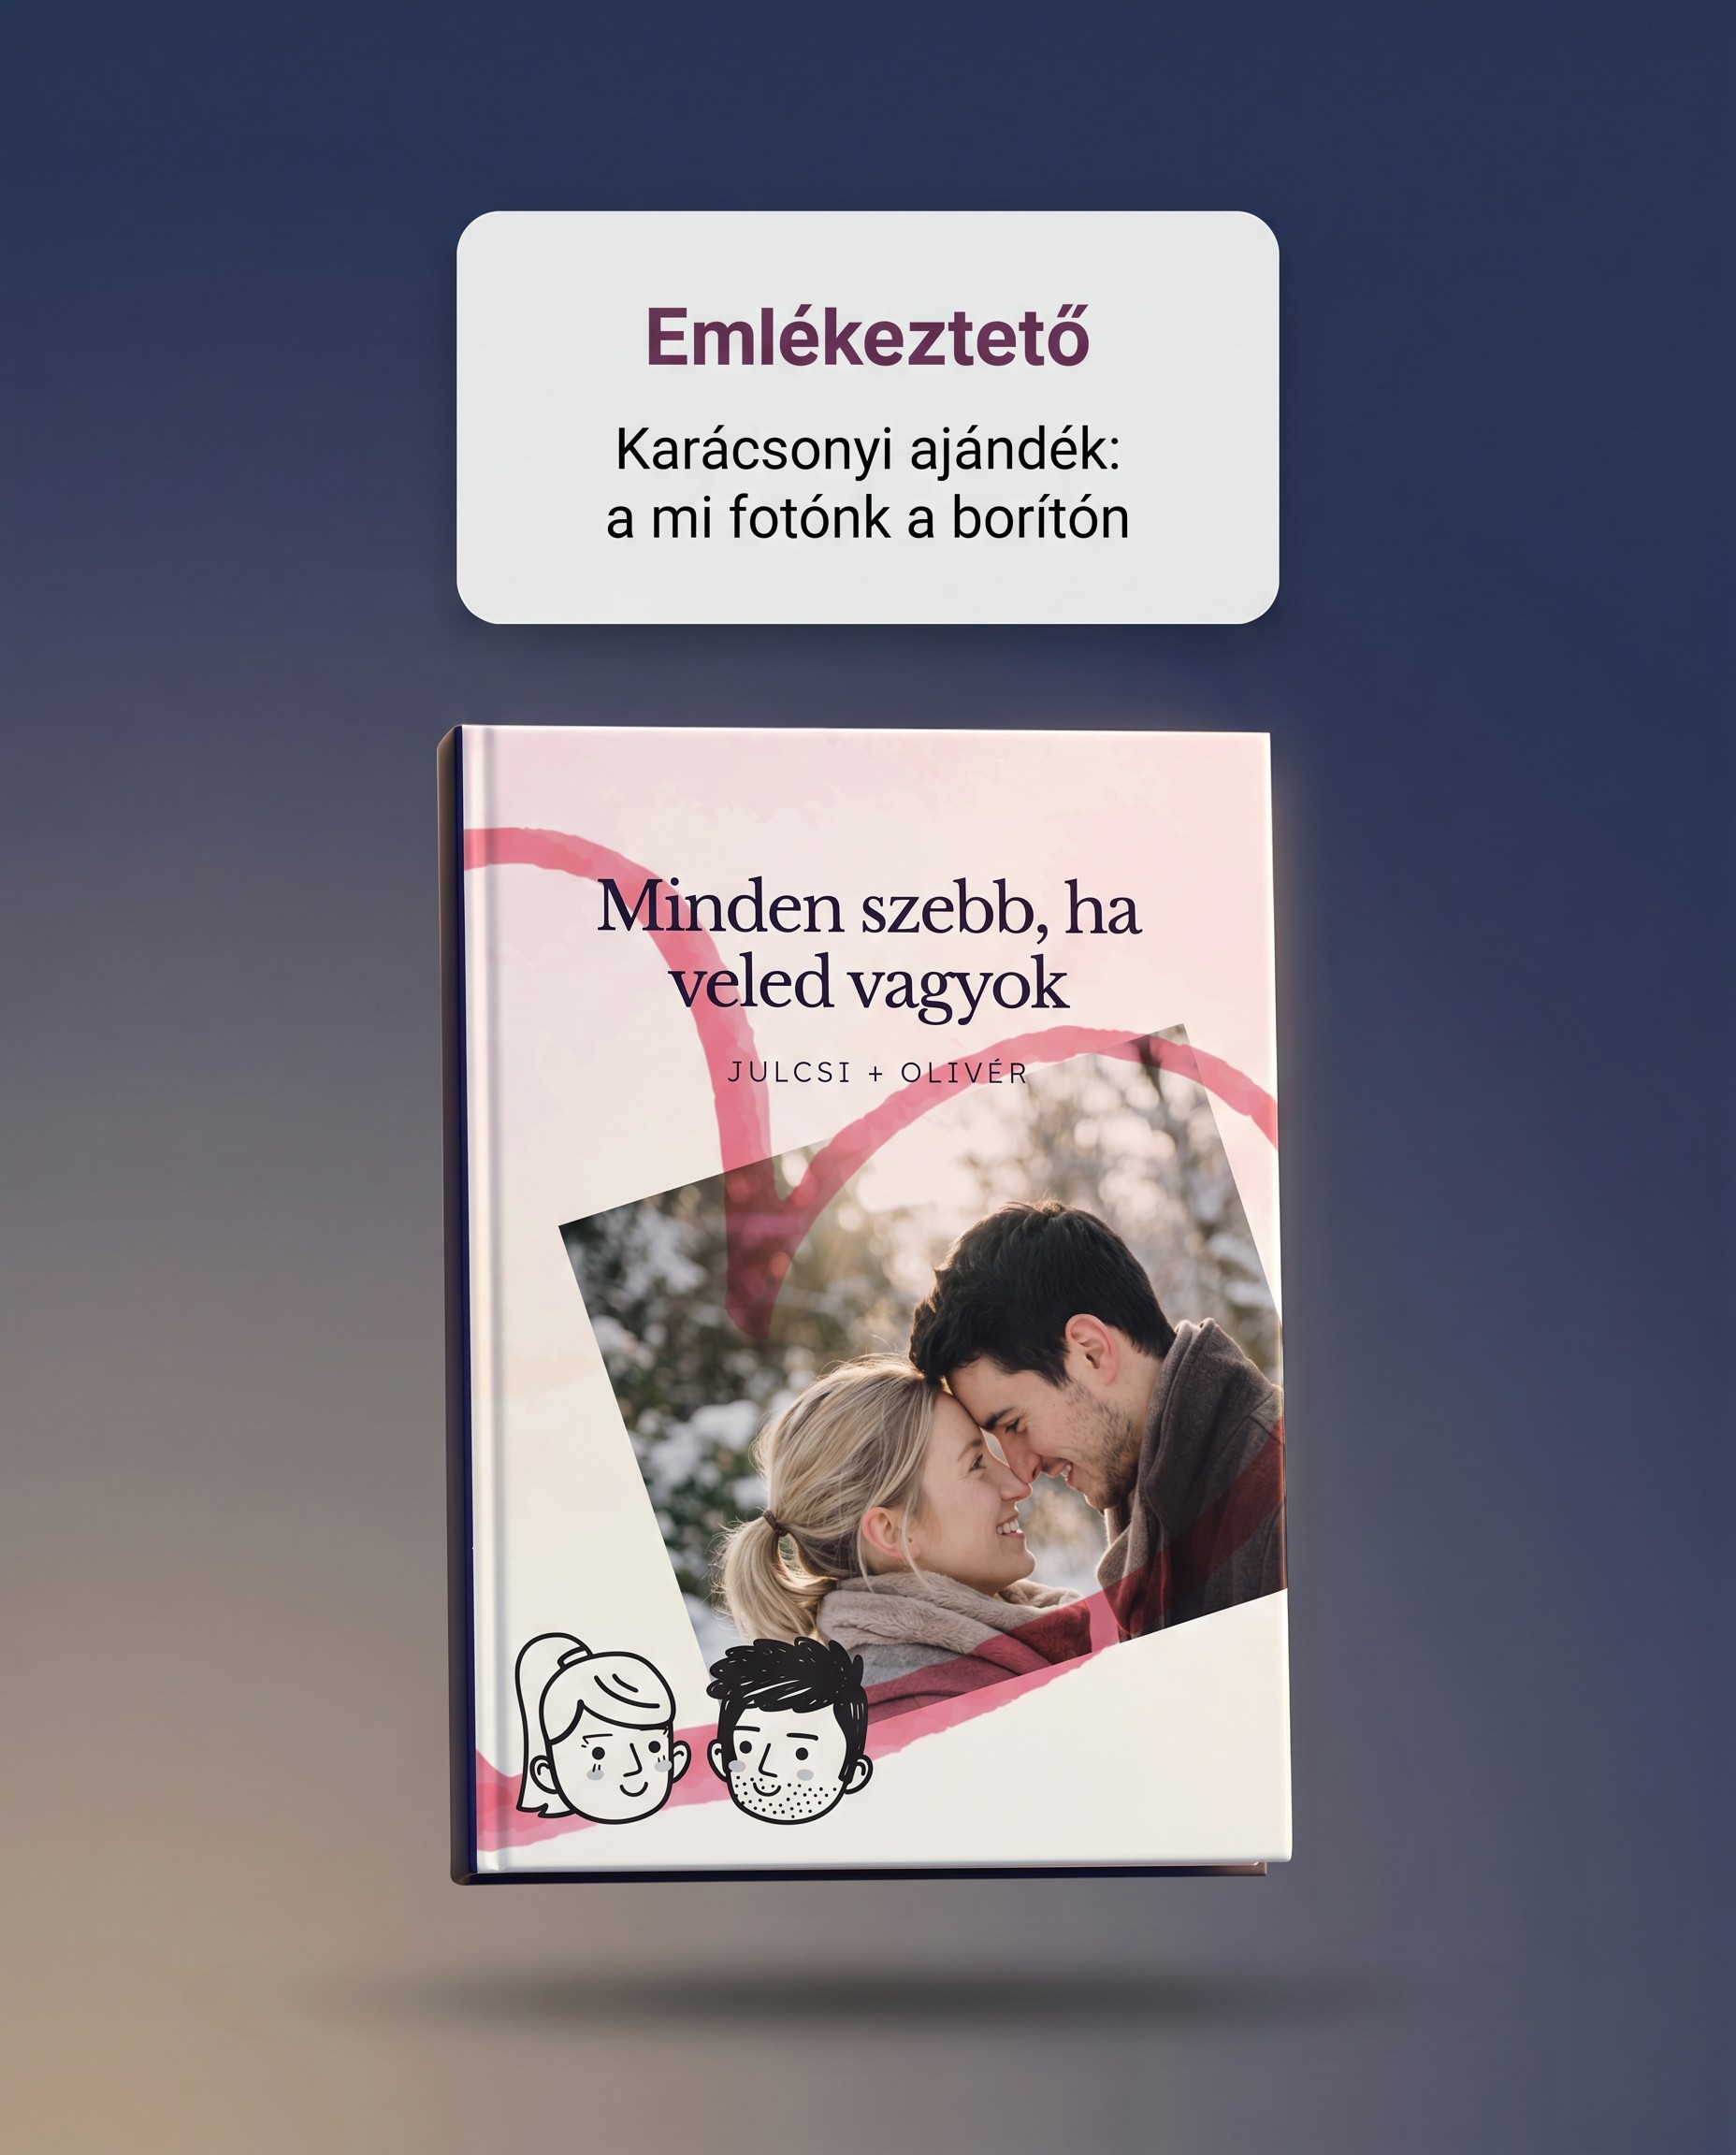 Emlékeztető
Karácsonyi ajándék:
a mi fotónk a borítón
Minden szebb, ha
veled vagyok
JULCSI + OLIVÉR